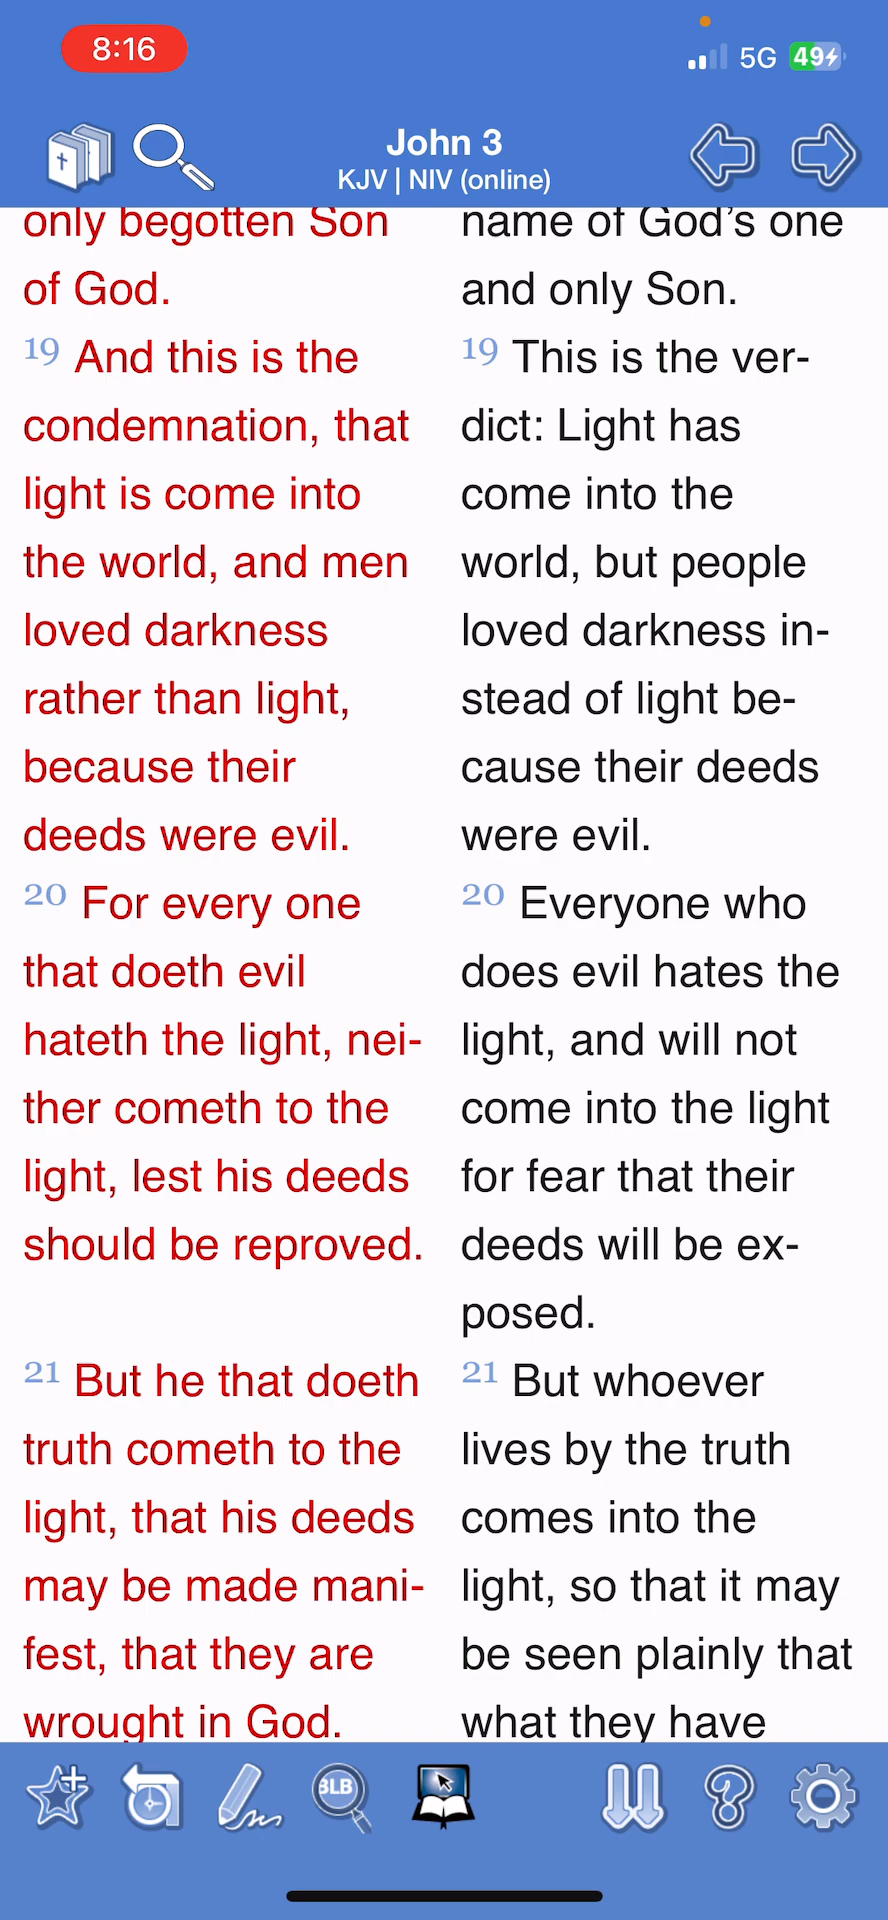 8:16
5G 49
John 3
KJV | NIV (online)
only begotten Son
of God.
19 And this is the
condemnation, that
light is come into
the world, and men
loved darkness
rather than light,
because their
deeds were evil.
20 For every one
that doeth evil
hateth the light, nei-
ther cometh to the
light, lest his deeds
should be reproved.
21 But he that doeth
truth cometh to the
light, that his deeds
may be made mani-
fest, that they are
wrought in God.
name of God’s one
and only Son.
19 This is the ver-
dict: Light has
come into the
world, but people
loved darkness in-
stead of light be-
cause their deeds
were evil.
20 Everyone who
does evil hates the
light, and will not
come into the light
for fear that their
deeds will be ex-
posed.
21 But whoever
lives by the truth
comes into the
light, so that it may
be seen plainly that
what they have
BLB